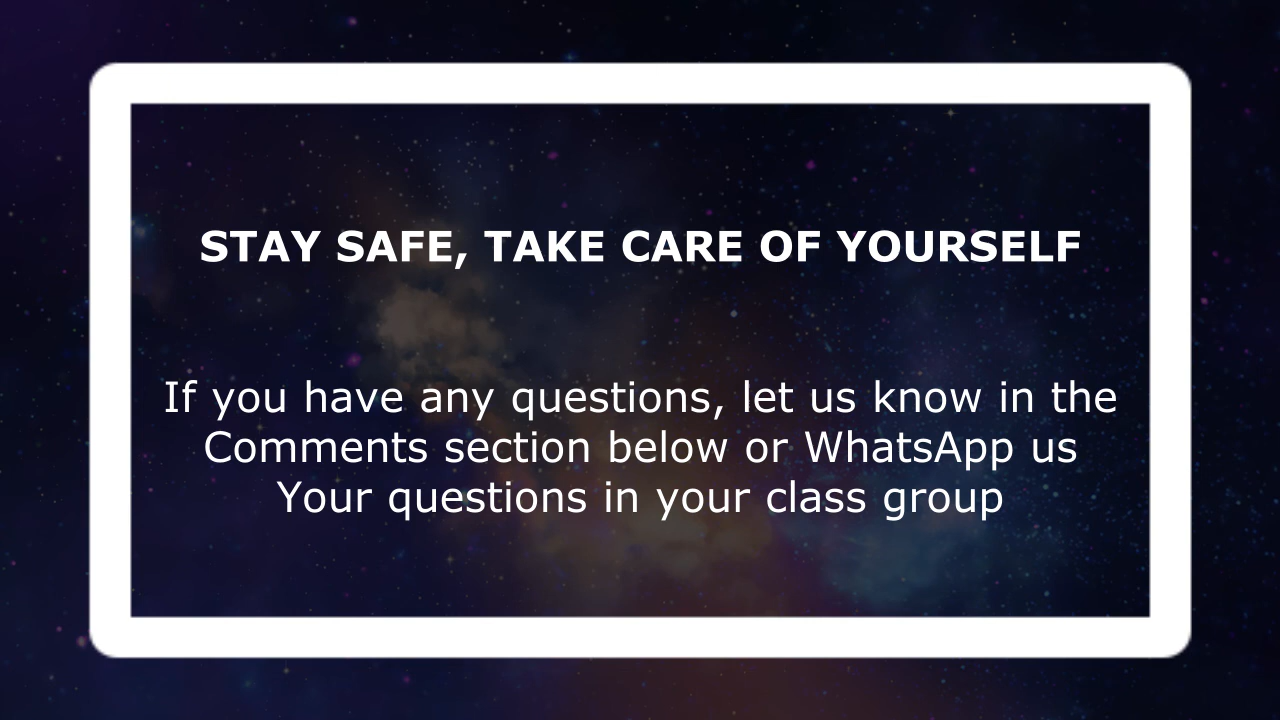 STAY SAFE, TAKE CARE OF YOURSELF
If you have any questions, let us know in the
Comments section below or WhatsApp us
Your questions in your class group